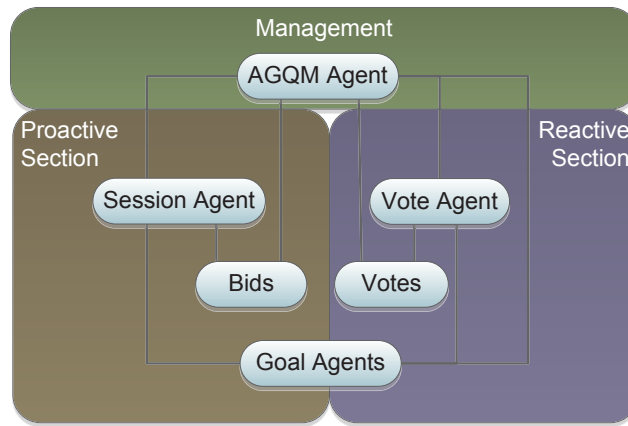 Management
AGQM Agent
Proactive
Section
Reactive
Section
Session Agent
Vote Agent
Bids
Votes
Goal Agents